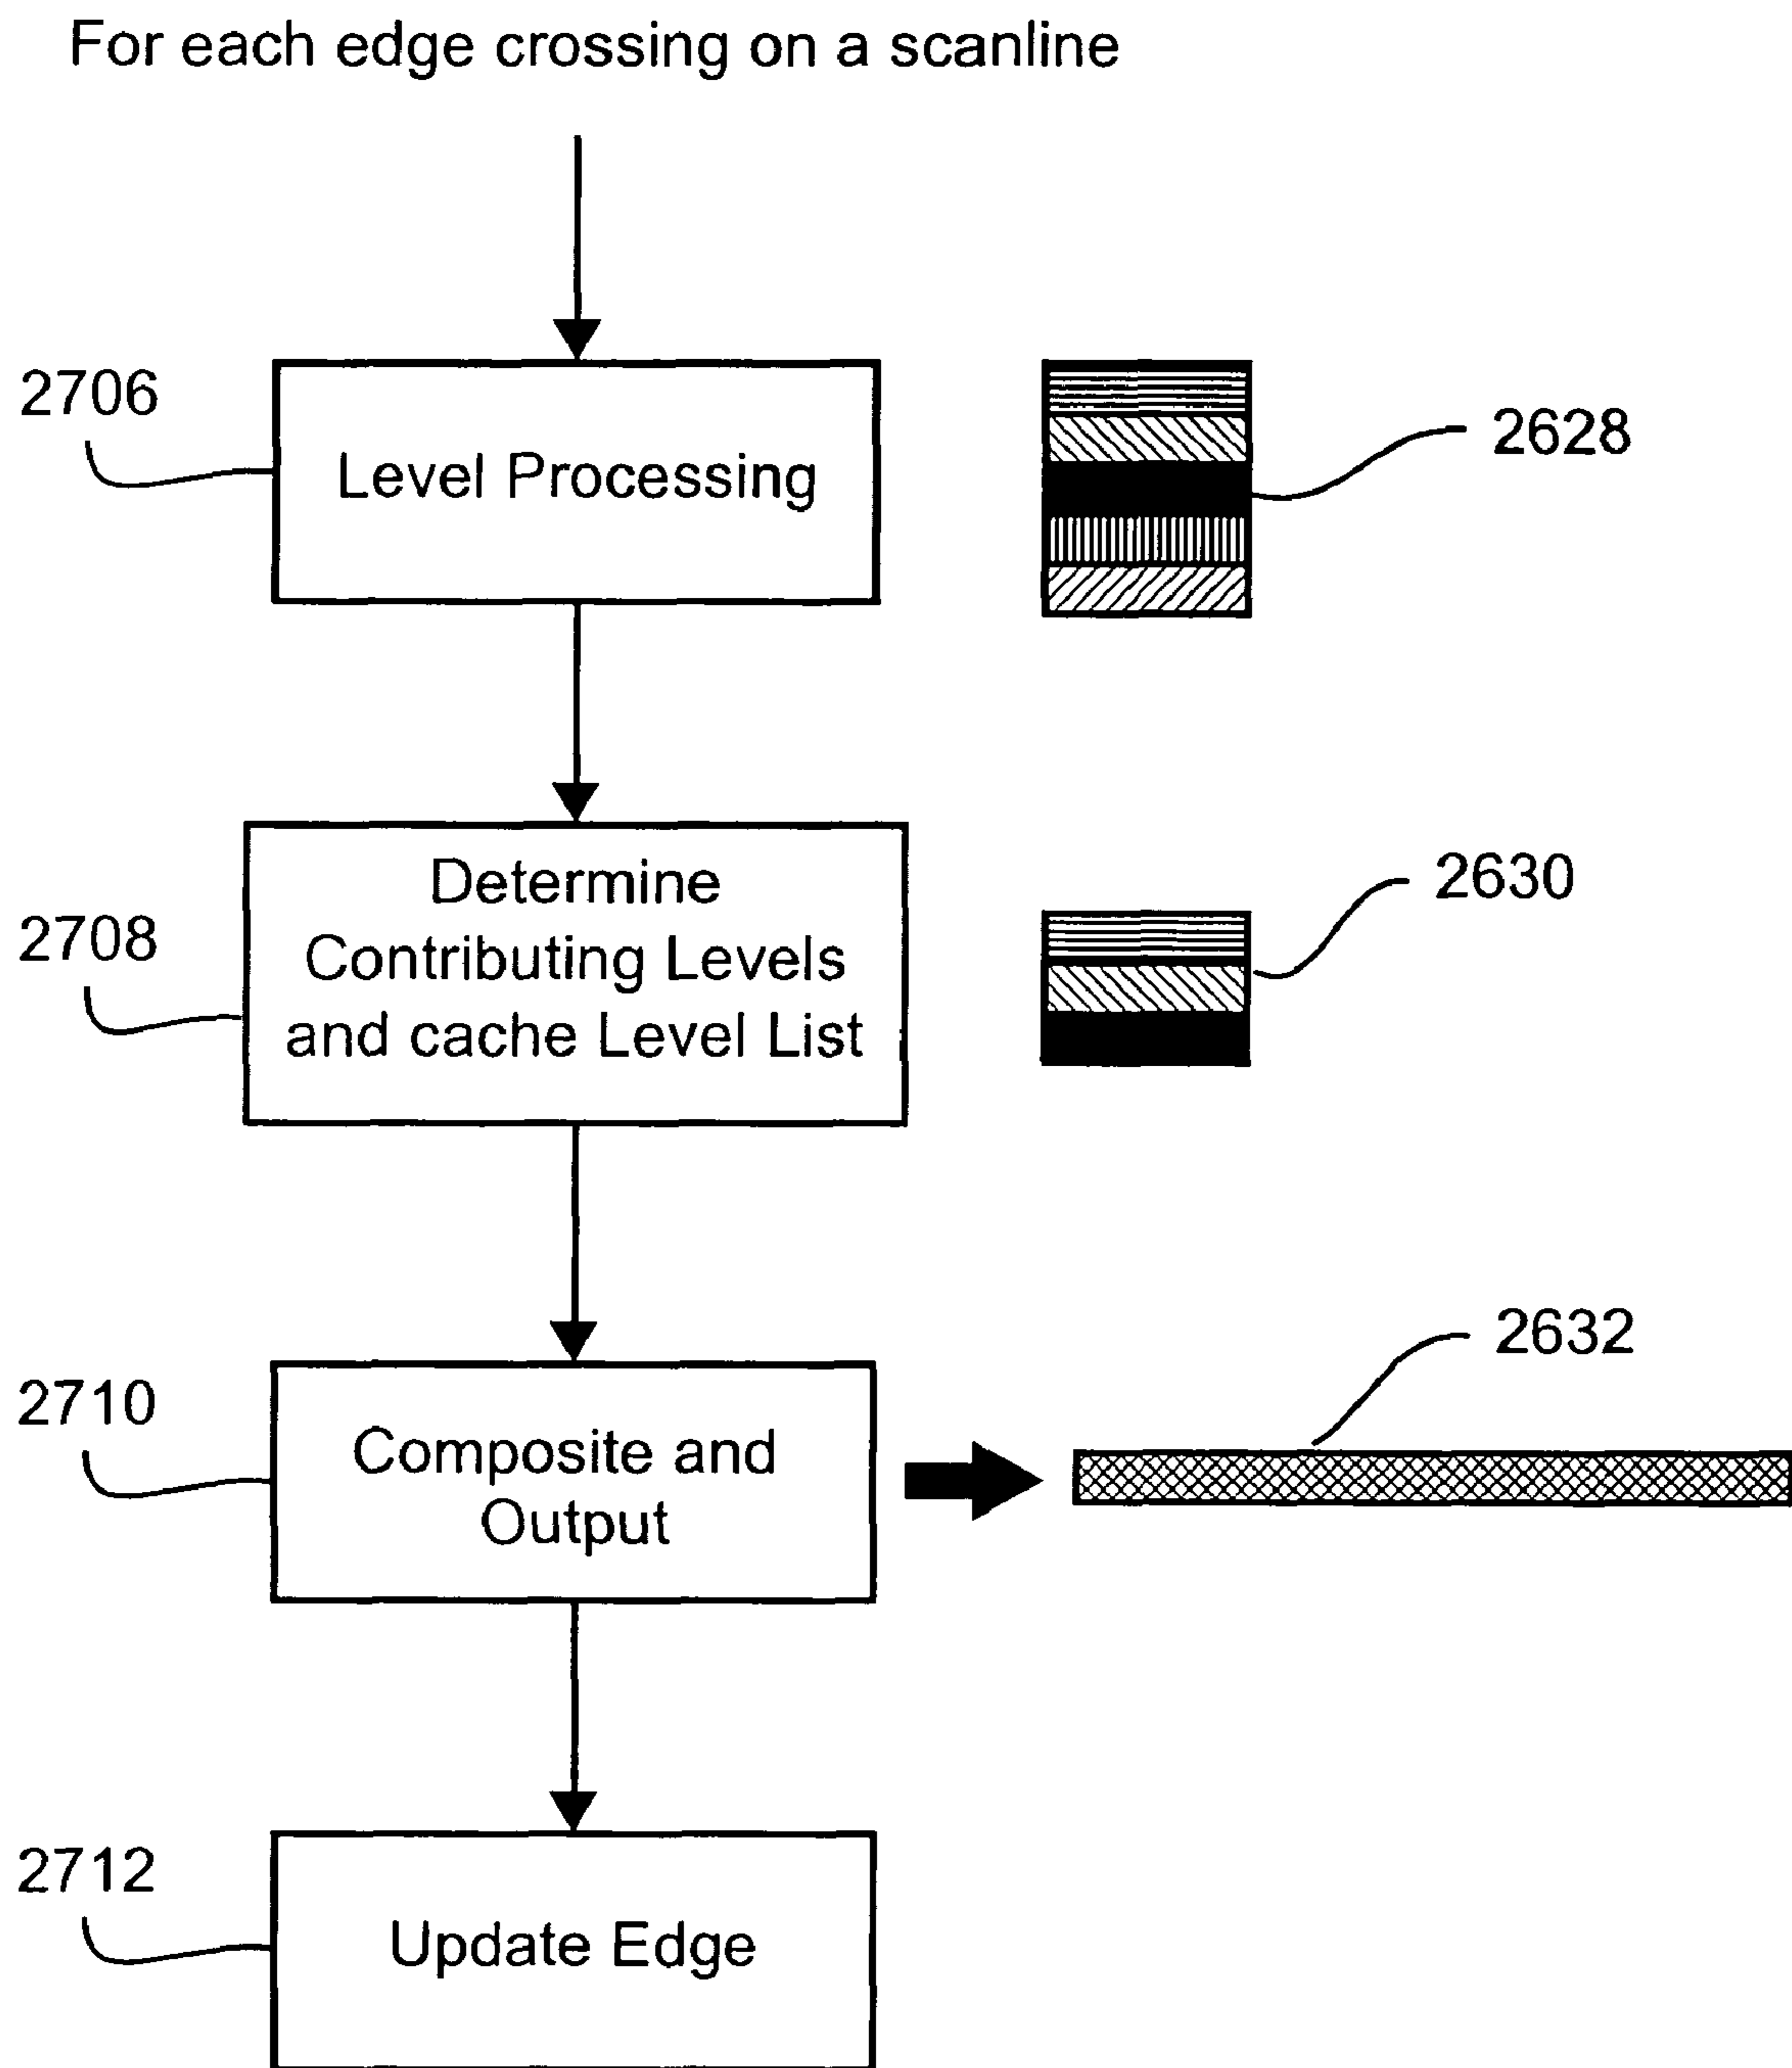 For each edge crossing on a scanline
2706
Level Processing
2628
2708
Determine
Contributing Levels
and cache Level List
2630
2710
Composite and
Output
2632
2712
Update Edge